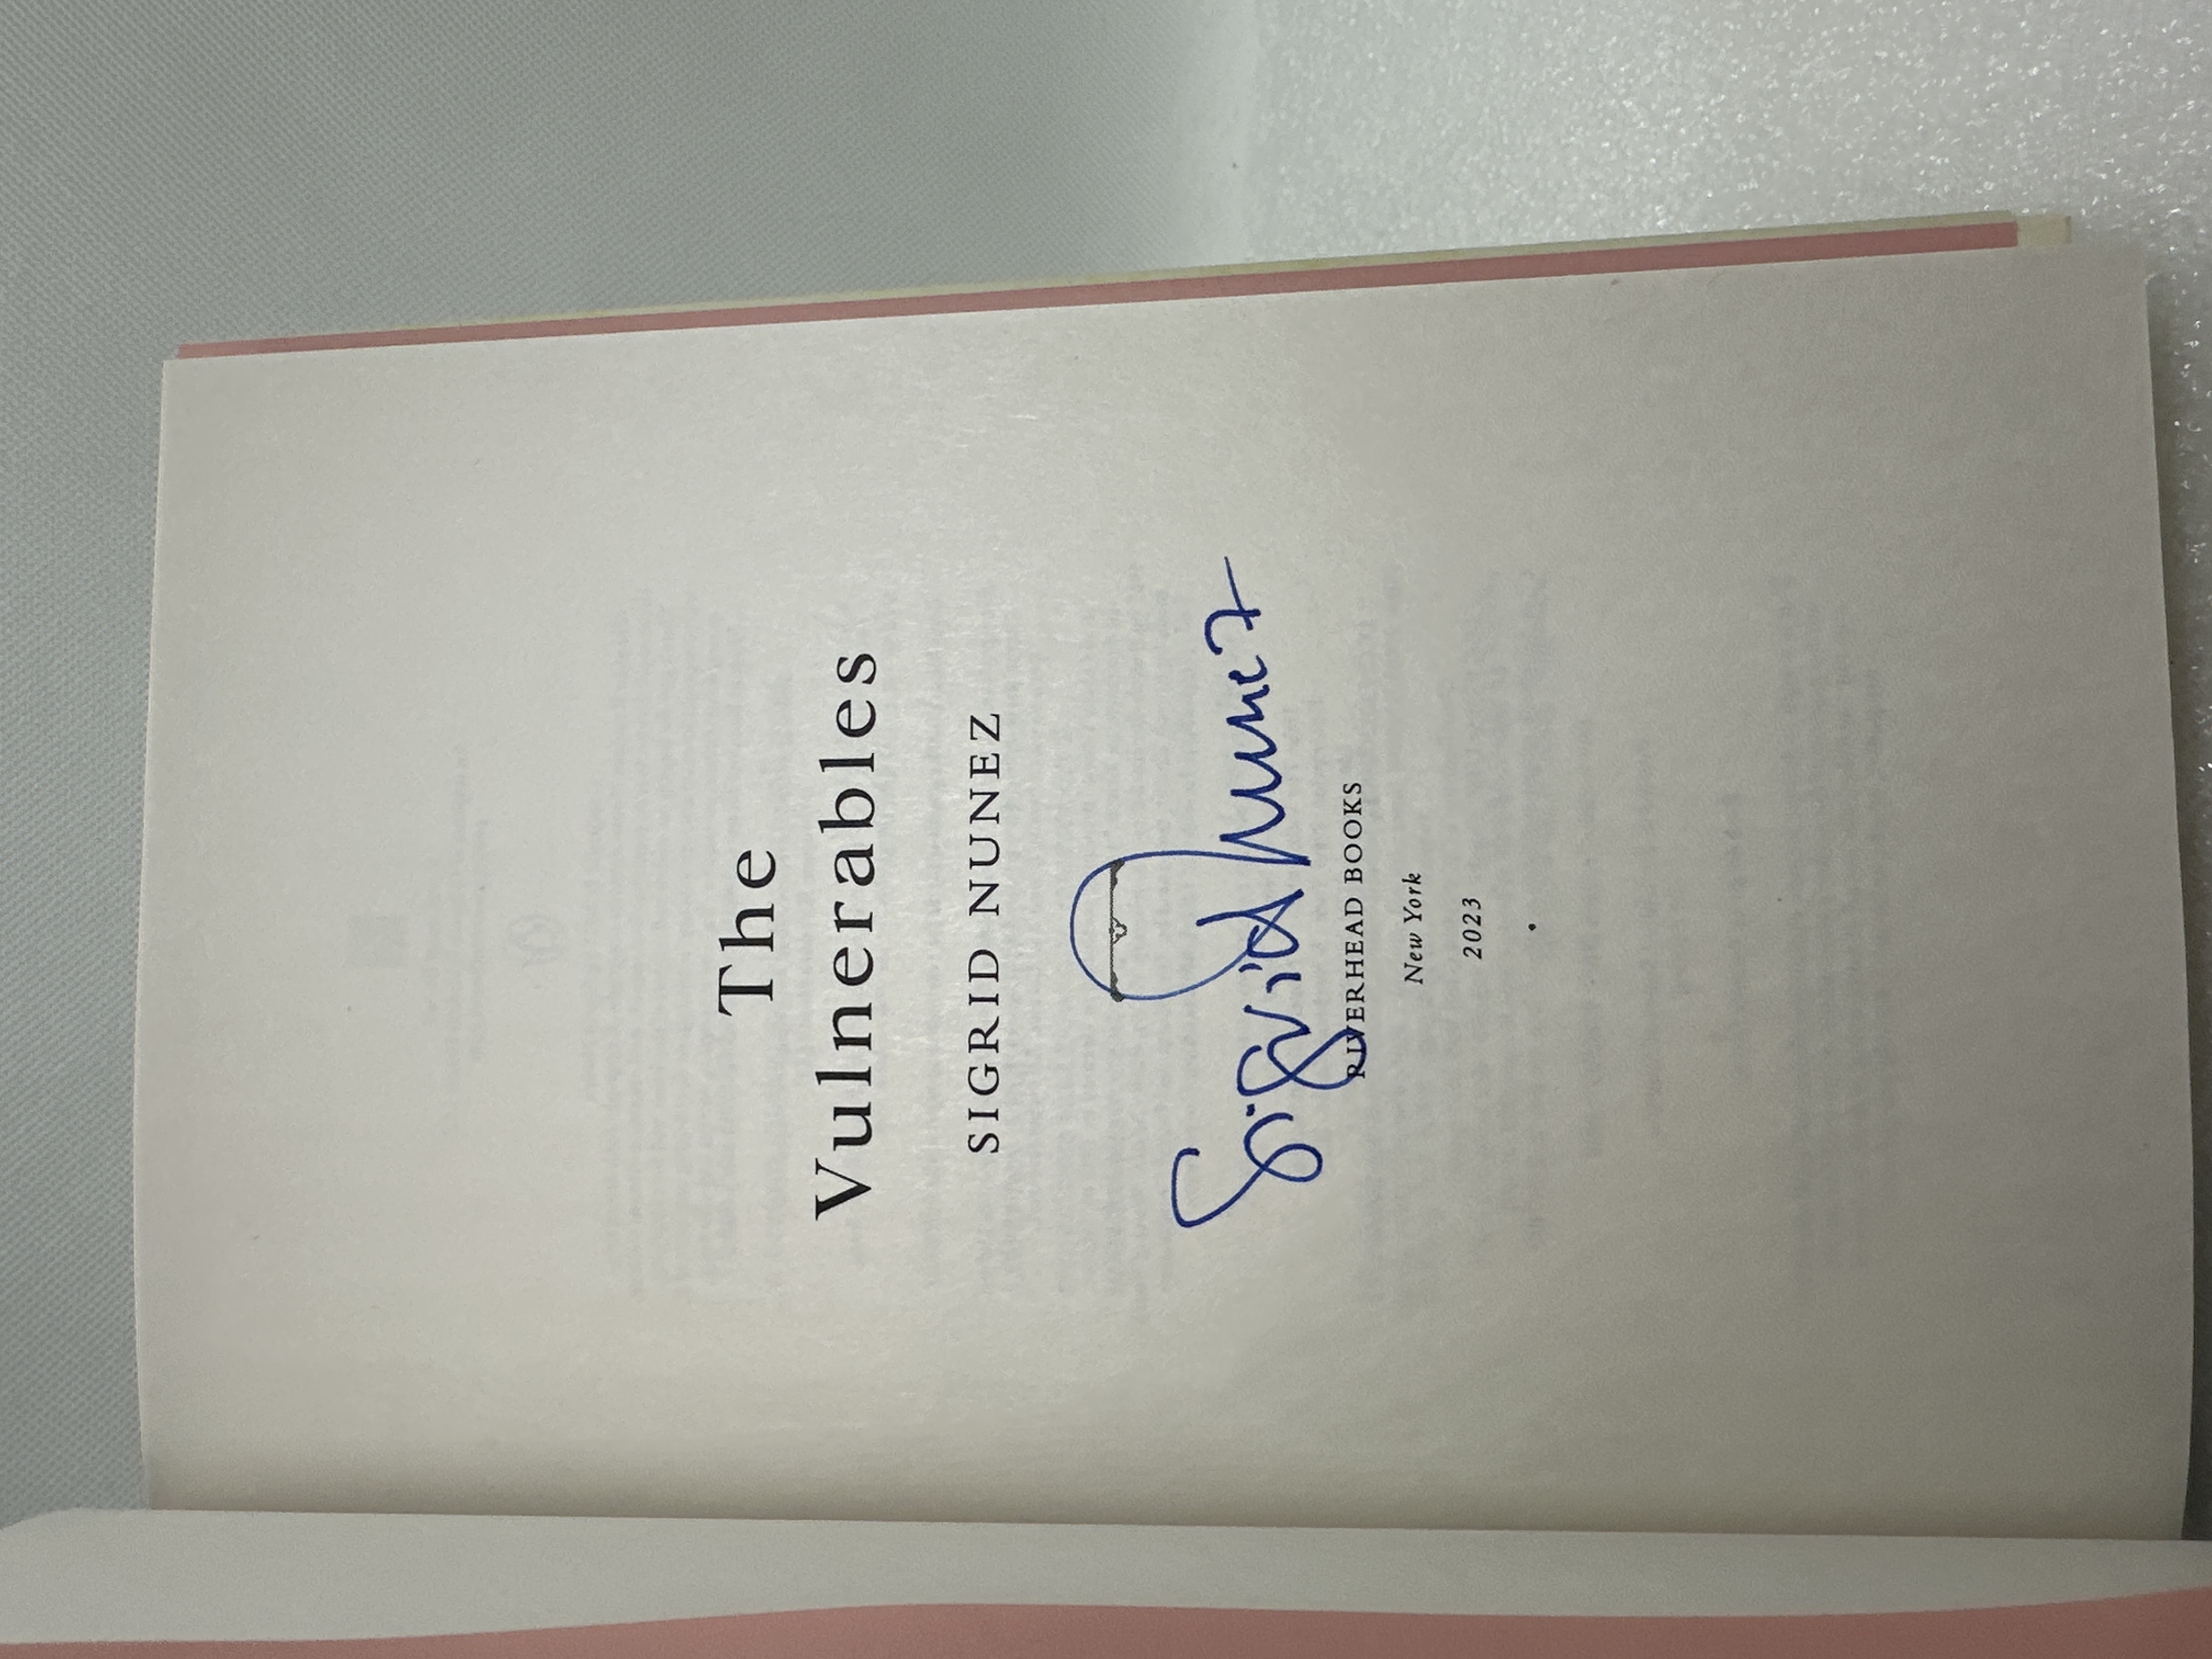 The
Vulnerables
SIGRID NUNEZ
Sigrid Nunez
RIVERHEAD BOOKS
New York
2023